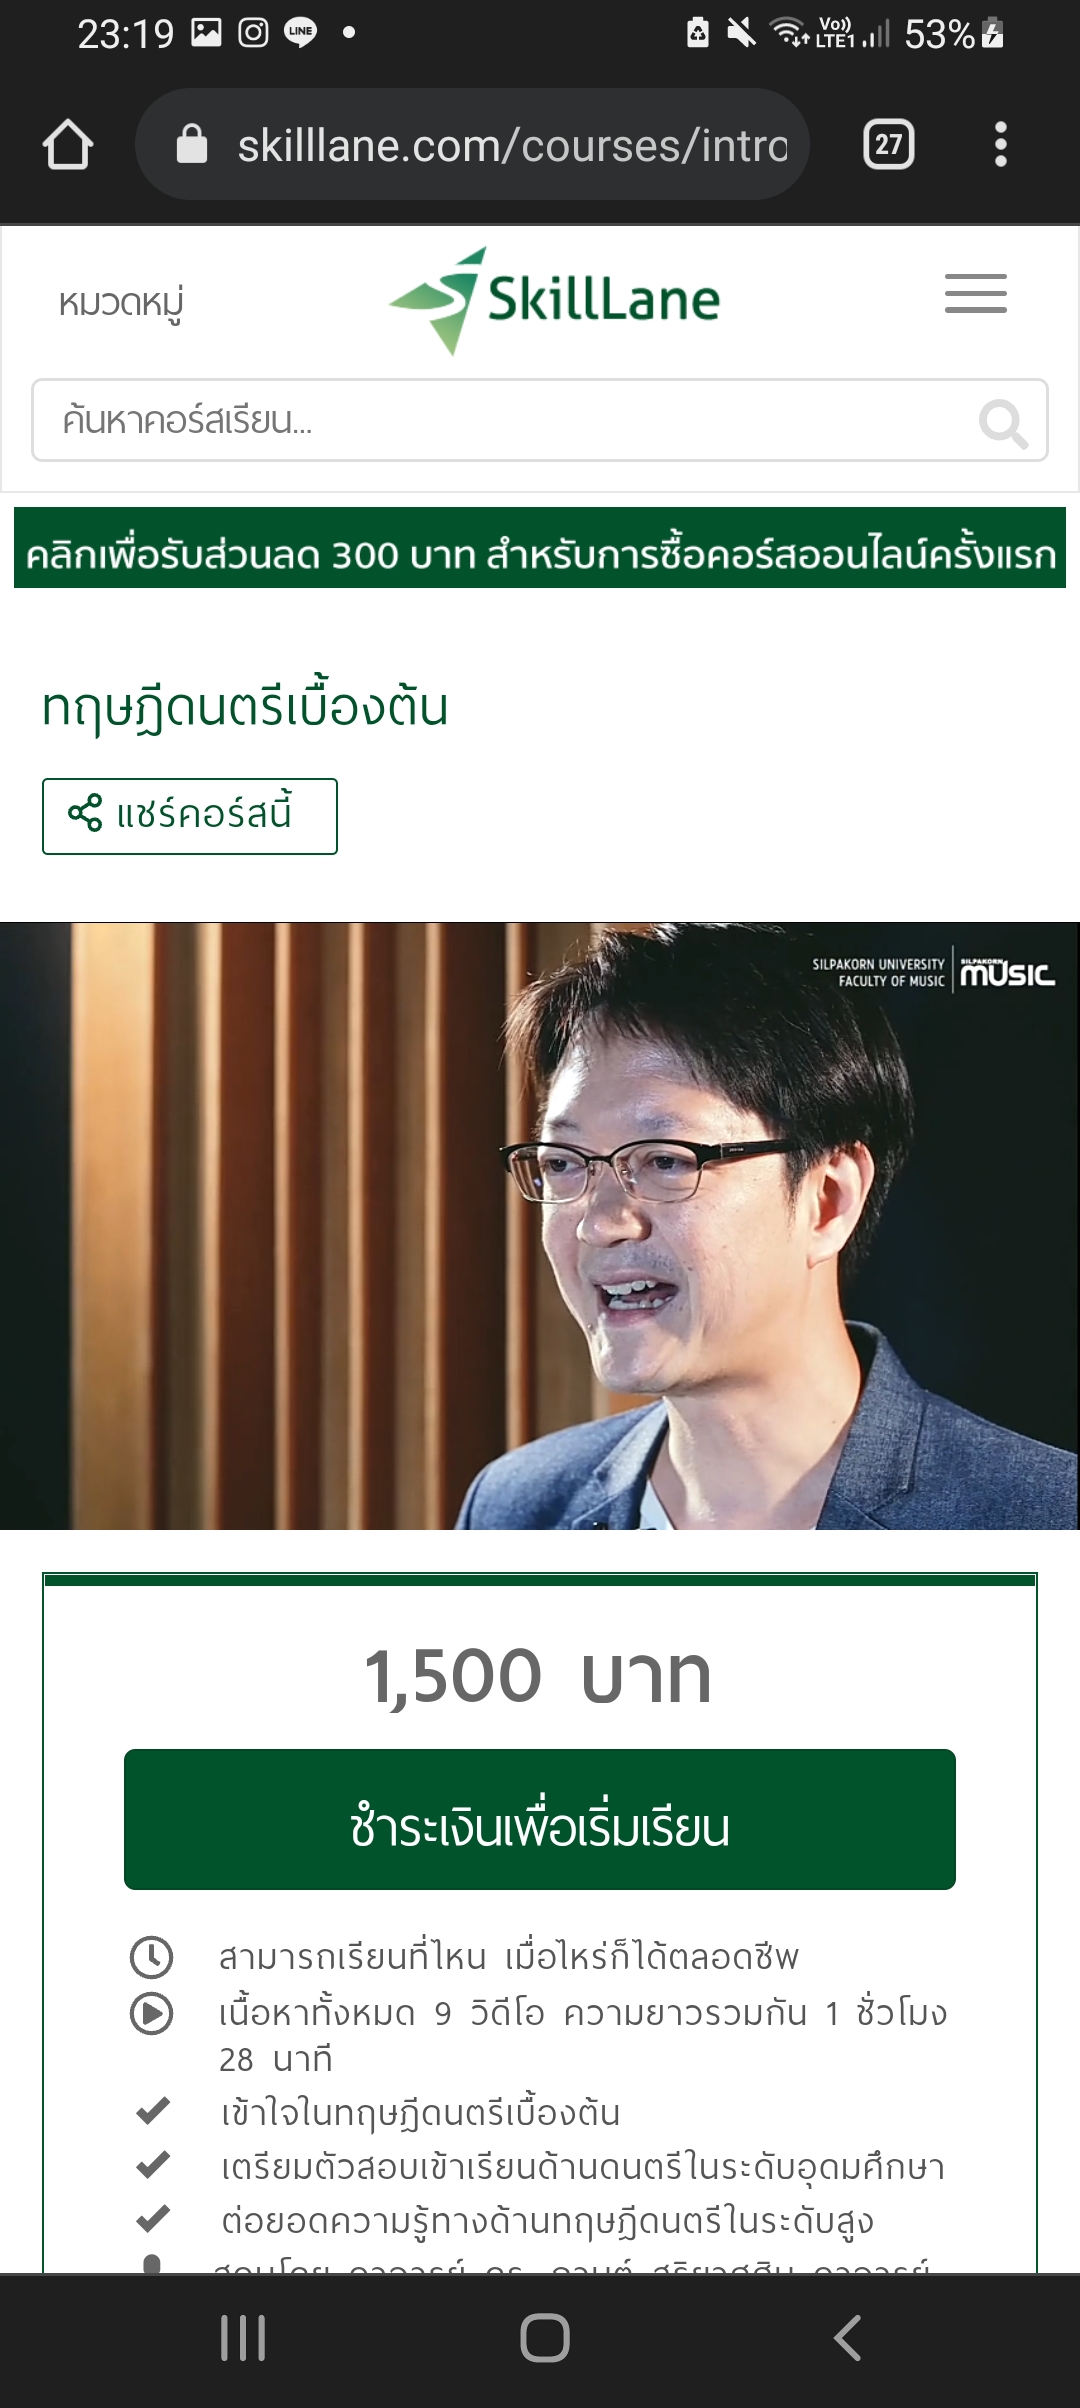 23:19
LINE
Vo))
LTE1
53%
skilllane.com/courses/intro
27
หมวดหมู่
SkillLane
ค้นหาคอร์สเรียน...
คลิกเพื่อรับส่วนลด 300 บาท สำหรับการซื้อคอร์สออนไลน์ครั้งแรก
ทฤษฎีดนตรีเบื้องต้น
แชร์คอร์สนี้
SILPAKORN UNIVERSITY
FACULTY OF MUSIC
SILPAKORN
MUSIC
1,500 บาท
ชำระเงินเพื่อเริ่มเรียน
สามารถเรียนที่ไหน เมื่อไหร่ก็ได้ตลอดชีพ
เนื้อหาทั้งหมด 9 วิดีโอ ความยาวรวมกัน 1 ชั่วโมง
28 นาที
เข้าใจในทฤษฎีดนตรีเบื้องต้น
เตรียมตัวสอบเข้าเรียนด้านดนตรีในระดับอุดมศึกษา
ต่อยอดความรู้ทางด้านทฤษฎีดนตรีในระดับสูง